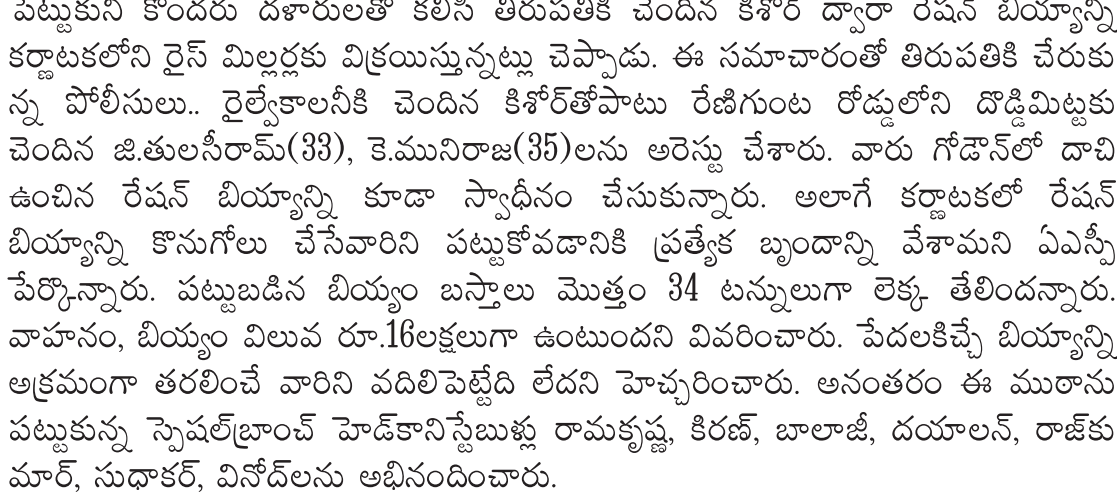 పెట్టుకుని కొందరు దళారులతో కలిసి తిరుపతికి చెందిన కిశోర్ ద్వారా రేషన్ బియ్యాన్ని
కర్ణాటకలోని రైస్ మిల్లర్లకు విక్రయిస్తున్నట్లు చెప్పాడు. ఈ సమాచారంతో తిరుపతికి చేరుకు
న్న పోలీసులు.. రైల్వేకాలనీకి చెందిన కిశోర్‌తోపాటు రేణిగుంట రోడ్డులోని దొడ్డిమిట్టకు
చెందిన జి.తులసీరామ్(33), కె.మునిరాజ(35)లను అరెస్టు చేశారు. వారు గోడౌన్‌లో దాచి
ఉంచిన రేషన్ బియ్యాన్ని కూడా స్వాధీనం చేసుకున్నారు. అలాగే కర్ణాటకలో రేషన్
బియ్యాన్ని కొనుగోలు చేసేవారిని పట్టుకోవడానికి ప్రత్యేక బృందాన్ని వేశామని ఏఎస్పీ
పేర్కొన్నారు. పట్టుబడిన బియ్యం బస్తాలు మొత్తం 34 టన్నులుగా లెక్క తేలిందన్నారు.
వాహనం, బియ్యం విలువ రూ.16లక్షలుగా ఉంటుందని వివరించారు. పేదలకిచ్చే బియ్యాన్ని
అక్రమంగా తరలించే వారిని వదిలిపెట్టేది లేదని హెచ్చరించారు. అనంతరం ఈ ముఠాను
పట్టుకున్న స్పెషల్‌బ్రాంచ్ హెడ్‌కానిస్టేబుళ్లు రామకృష్ణ, కిరణ్, బాలాజీ, దయాలన్, రాజ్‌కు
మార్, సుధాకర్, వినోద్‌లను అభినందించారు.